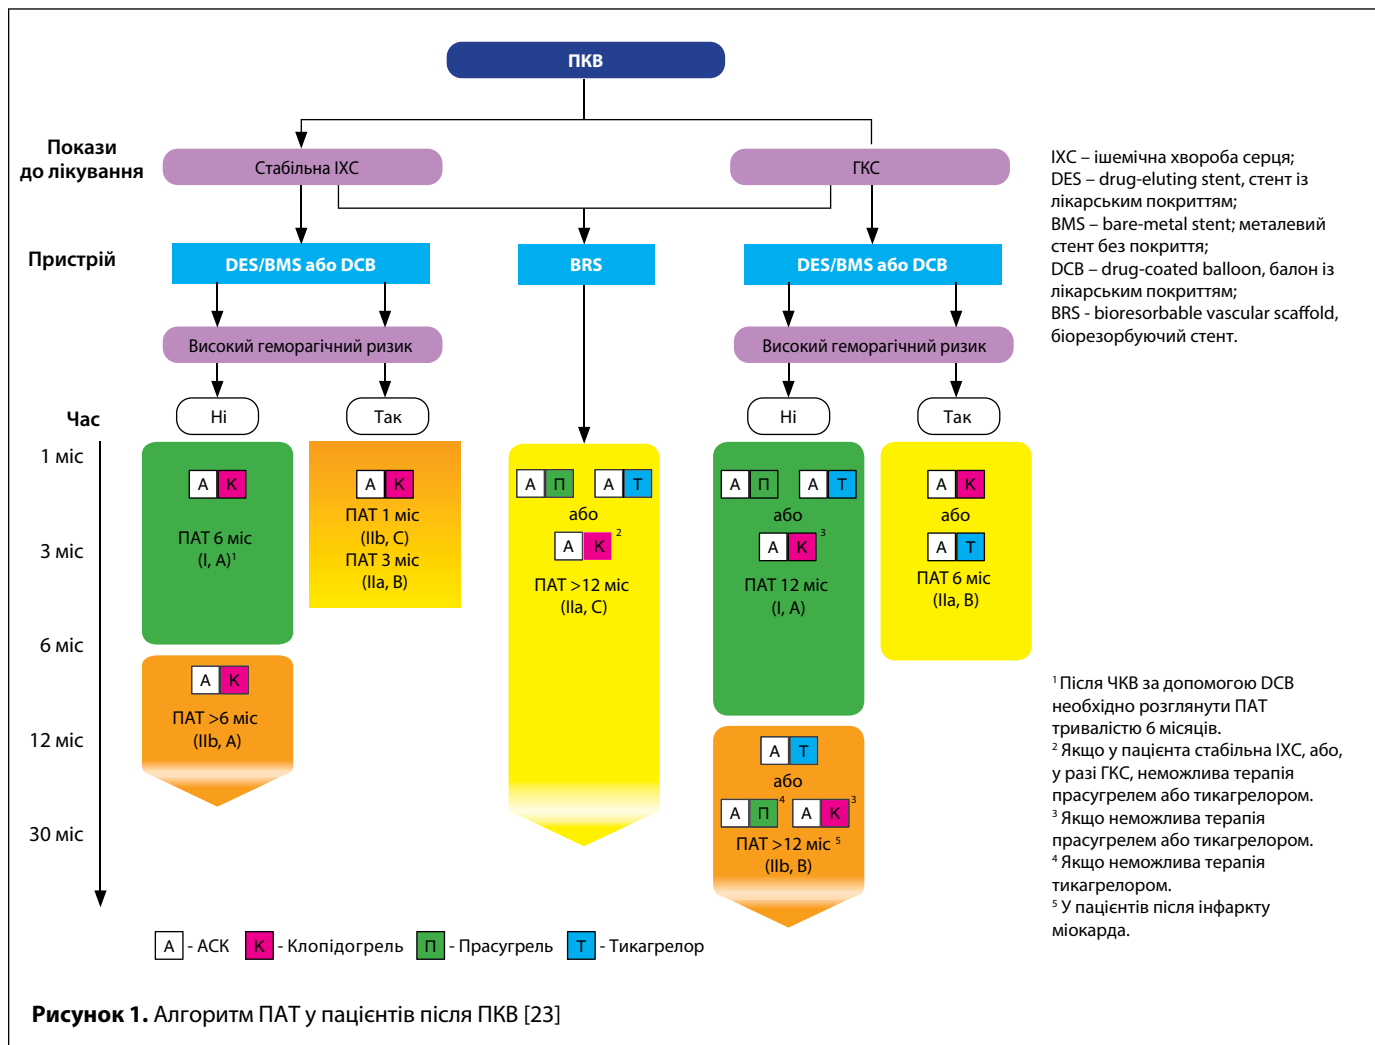 ПКВ
Покази
до лікування
Стабільна ІХС
ГКС
ІХС – ішемічна хвороба серця;
DES – drug-eluting stent, стент із
лікарським покриттям;
BMS – bare-metal stent; металевий
стент без покриття;
DCB – drug-coated balloon, балон із
лікарським покриттям;
BRS - bioresorbable vascular scaffold,
біорезорбуючий стент.
Пристрій
DES/BMS або DCB
BRS
DES/BMS або DCB
Високий геморагічний ризик
Високий геморагічний ризик
Час
Ні
Так
Ні
Так
1 міс
3 міс
6 міс
12 міс
30 міс
А К
ПАТ 6 міс
(I, A)¹
А К
ПАТ >6 міс
(IIb, A)
А К
ПАТ 1 міс
(IIb, C)
ПАТ 3 міс
(IIa, B)
А П А Т
або
А К ²
ПАТ >12 міс
(IIa, C)
А П А Т
або
А К ³
ПАТ 12 міс
(I, A)
А Т
або
А П ⁴ А К ³
ПАТ >12 міс ⁵
(IIb, B)
А К
або
А Т
ПАТ 6 міс
(IIa, B)
¹ Після ЧКВ за допомогою DCB
необхідно розглянути ПАТ
тривалістю 6 місяців.
² Якщо у пацієнта стабільна ІХС, або,
у разі ГКС, неможлива терапія
прасугрелем або тикагрелором.
³ Якщо неможлива терапія
прасугрелем або тикагрелором.
⁴ Якщо неможлива терапія
тикагрелором.
⁵ У пацієнтів після інфаркту
міокарда.
А - АСК К - Клопідогрель П - Прасугрель Т - Тикагрелор
Рисунок 1. Алгоритм ПАТ у пацієнтів після ПКВ [23]